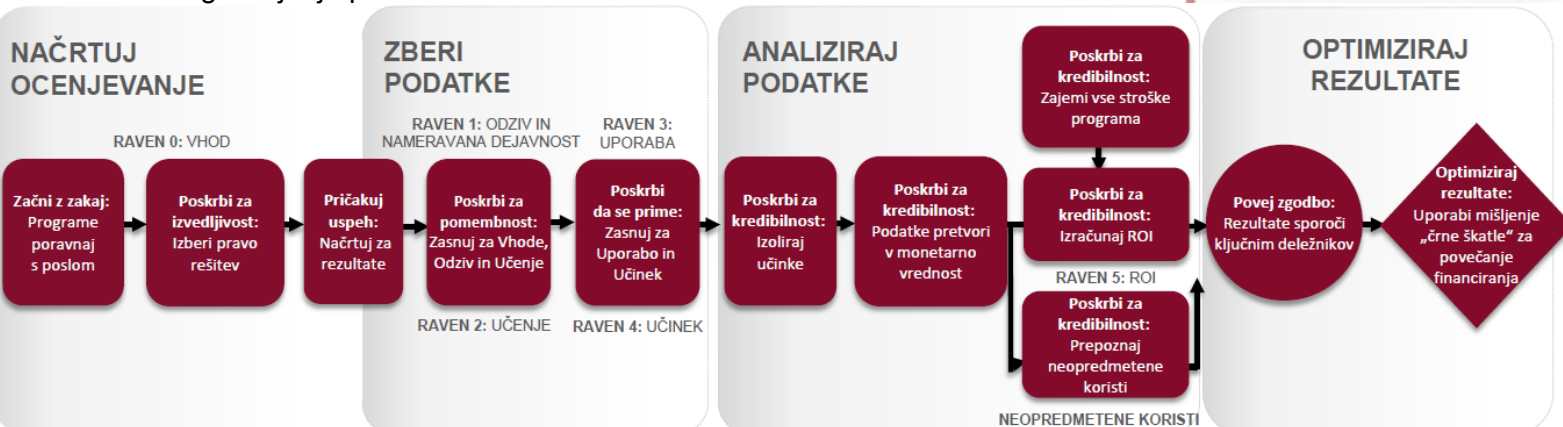 NAČRTUJ
OCENJEVANJE
RAVEN 0: VHOD
Začni z zakaj:
Programe
poravnaj
s poslom
Poskrbi za
izvedljivost:
Izberi pravo
rešitev
Pričakuj
uspeh:
Načrtuj za
rezultate
ZBERI
PODATKE
RAVEN 1: ODZIV IN
NAMERAVANA DEJAVNOST
Poskrbi za
pomembnost:
Zasnuj za Vhode,
Odziv in Učenje
RAVEN 2: UČENJE
RAVEN 3:
UPORABA
Poskrbi
da se prime:
Zasnuj za
Uporabo in
Učinek
RAVEN 4: UČINEK
ANALIZIRAJ
PODATKE
Poskrbi za
kredibilnost:
Izoliraj
učinke
Poskrbi za
kredibilnost:
Podatke pretvori
v monetarno
vrednost
Poskrbi za
kredibilnost:
Zajemi vse stroške
programa
Poskrbi za
kredibilnost:
Izračunaj ROI
RAVEN 5: ROI
Poskrbi za
kredibilnost:
Prepoznaj
neopredmetene
koristi
NEOPREDMETENE KORISTI
OPTIMIZIRAJ
REZULTATE
Povej zgodbo:
Rezultate sporoči
ključnim deležnikov
Optimiziraj
rezultate:
Uporabi mišljenje
„črne škatle“ za
povečanje
financiranja